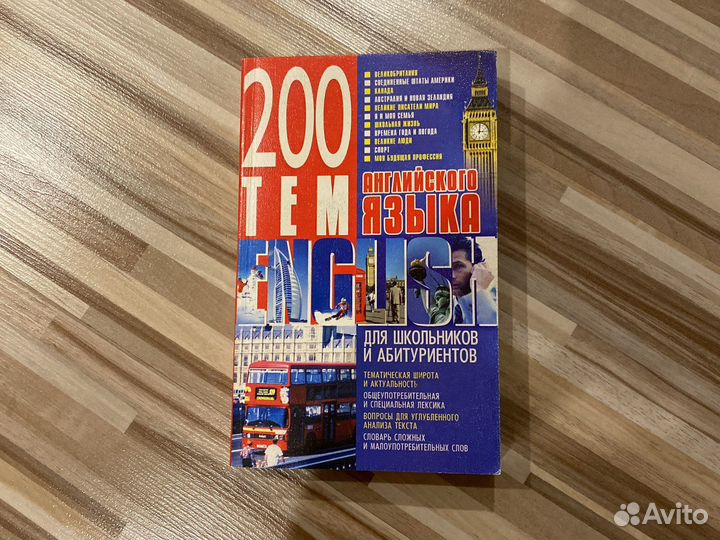 200
ТЕМ
ВЕЛИКОБРИТАНИЯ
СОЕДИНЕННЫЕ ШТАТЫ АМЕРИКИ
КАНАДА
АВСТРАЛИЯ И НОВАЯ ЗЕЛАНДИЯ
ВЕЛИКИЕ ПИСАТЕЛИ МИРА
Я И МОЯ СЕМЬЯ
ШКОЛЬНАЯ ЖИЗНЬ
ВРЕМЕНА ГОДА И ПОГОДА
ВЕЛИКИЕ ЛЮДИ
СПОРТ
МОЯ БУДУЩАЯ ПРОФЕССИЯ
АНГЛИЙСКОГО
ЯЗЫКА
ENGLISH
ДЛЯ ШКОЛЬНИКОВ
И АБИТУРИЕНТОВ
ТЕМАТИЧЕСКАЯ ШИРОТА
И АКТУАЛЬНОСТЬ
ОБЩЕУПОТРЕБИТЕЛЬНАЯ
И СПЕЦИАЛЬНАЯ ЛЕКСИКА
ВОПРОСЫ ДЛЯ УГЛУБЛЕННОГО
АНАЛИЗА ТЕКСТА
СЛОВАРЬ СЛОЖНЫХ
И МАЛОУПОТРЕБИТЕЛЬНЫХ СЛОВ
Avito